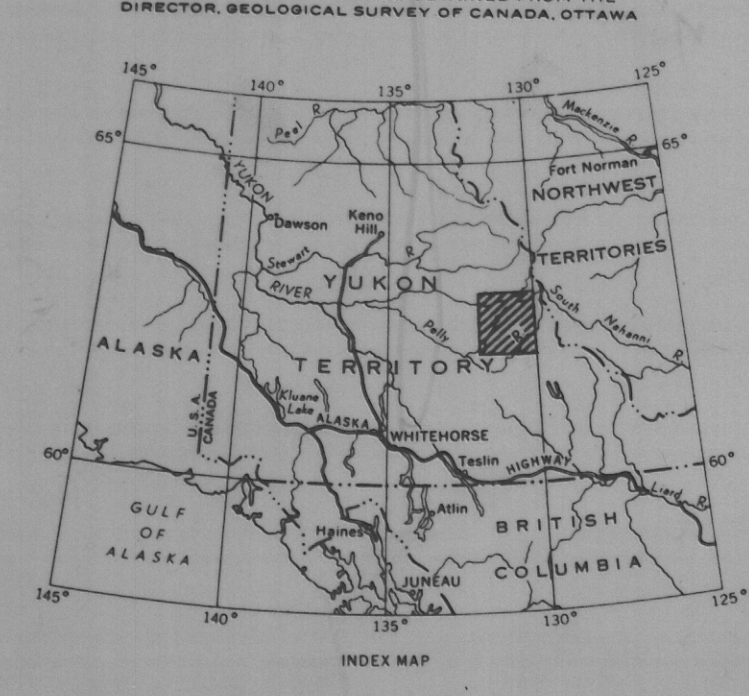 DIRECTOR, GEOLOGICAL SURVEY OF CANADA, OTTAWA
145°
140°
135°
130°
125°
65°
Peel R.
Mackenzie R.
65°
Fort Norman
NORTHWEST
YUKON
Dawson
Keno
Hill
Stewart R.
TERRITORIES
RIVER
YUKON
South Nahanni R.
Pelly R.
ALASKA
TERRITORY
U.S.A.
CANADA
Kluane
Lake
ALASKA
WHITEHORSE
Teslin
HIGHWAY
60°
60°
Liard R.
GULF
OF
ALASKA
Atlin
Haines
BRITISH
COLUMBIA
JUNEAU
145°
140°
135°
130°
125°
INDEX MAP